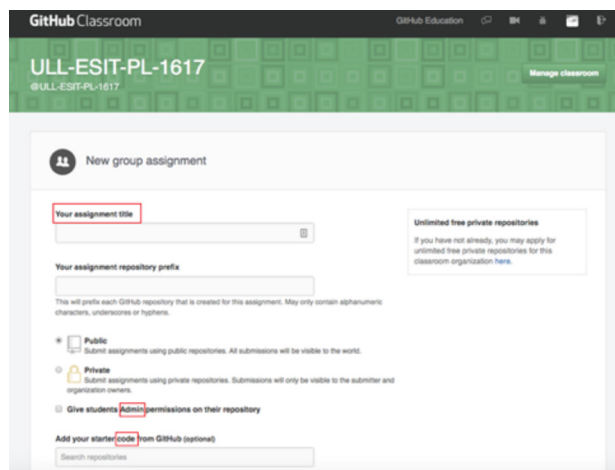 GitHub Classroom
GitHub Education
ULL-ESIT-PL-1617
@ULL-ESIT-PL-1617
Manage classroom
New group assignment
Your assignment title
Unlimited free private repositories
If you have not already, you may apply for
unlimited free private repositories for this
classroom organization here.
Your assignment repository prefix
This will prefix each GitHub repository that is created for this assignment. May only contain alphanumeric
characters, underscores or hyphens.
Public
Submit assignments using public repositories. All submissions will be visible to the world.
Private
Submit assignments using private repositories. Submissions will only be visible to the submitter and
organization owners.
Give students Admin permissions on their repository
Add your starter code from GitHub (optional)
Search repositories